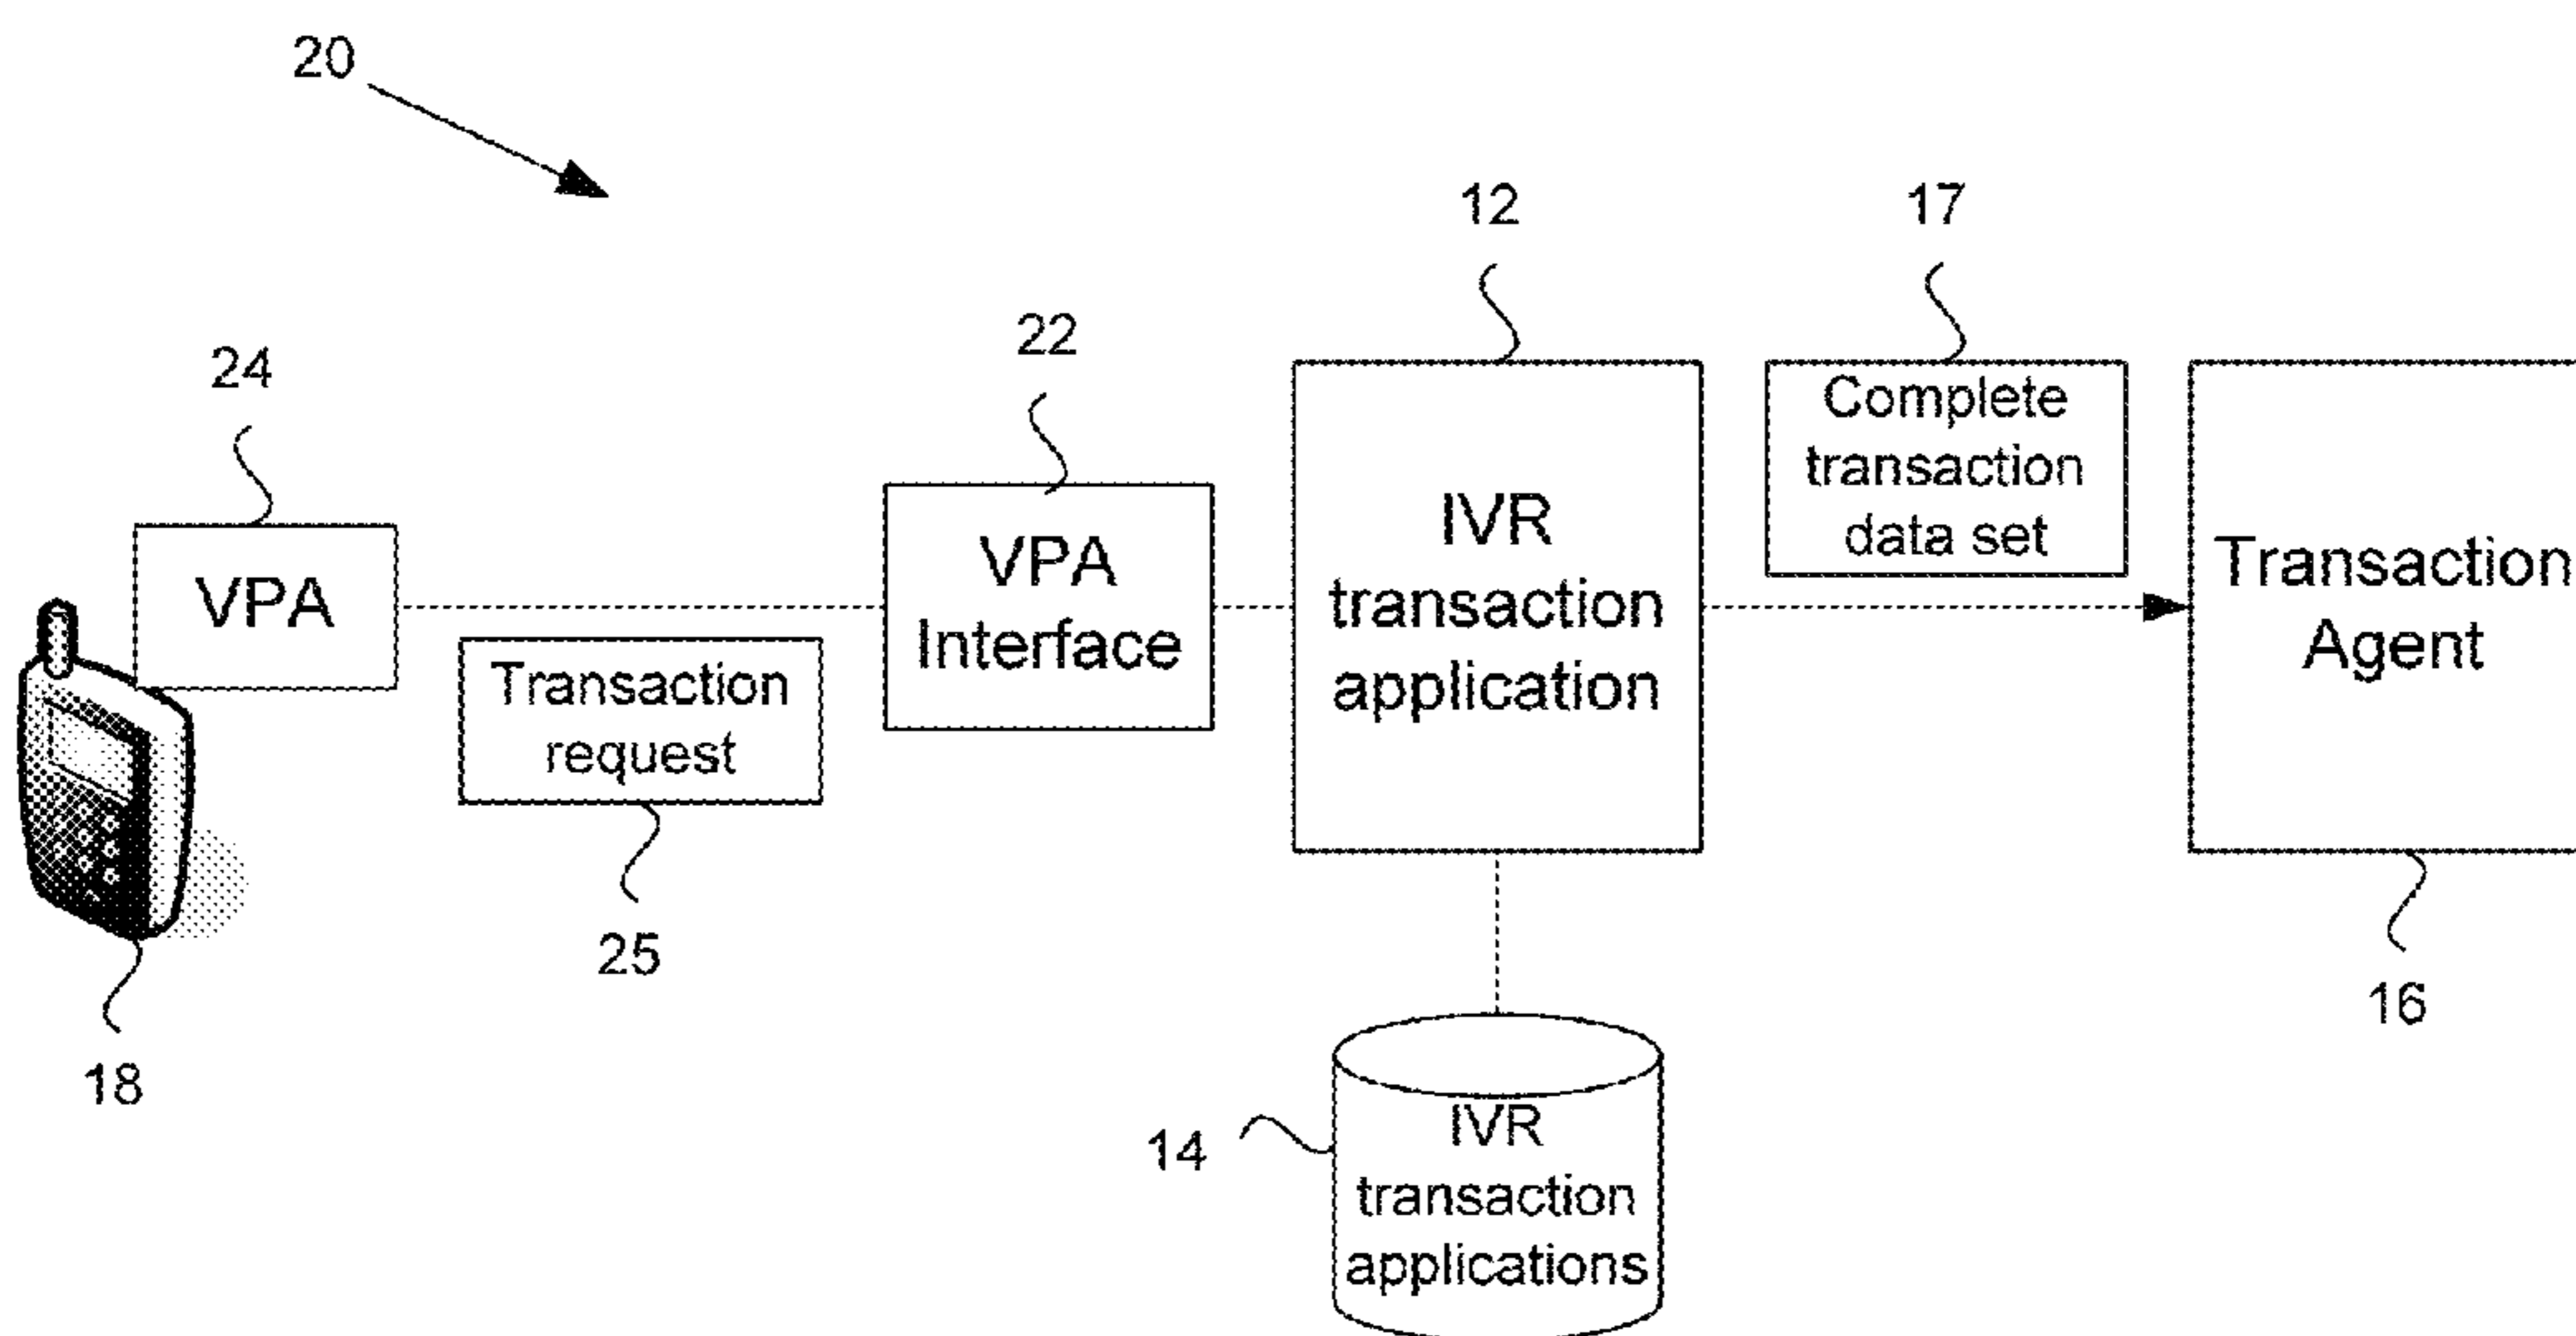 20
12
17
22
24
Complete
transaction
data set
IVR
transaction
application
VPA
Interface
Transaction
Agent
VPA
Transaction
request
25
16
18
14
IVR
transaction
applications